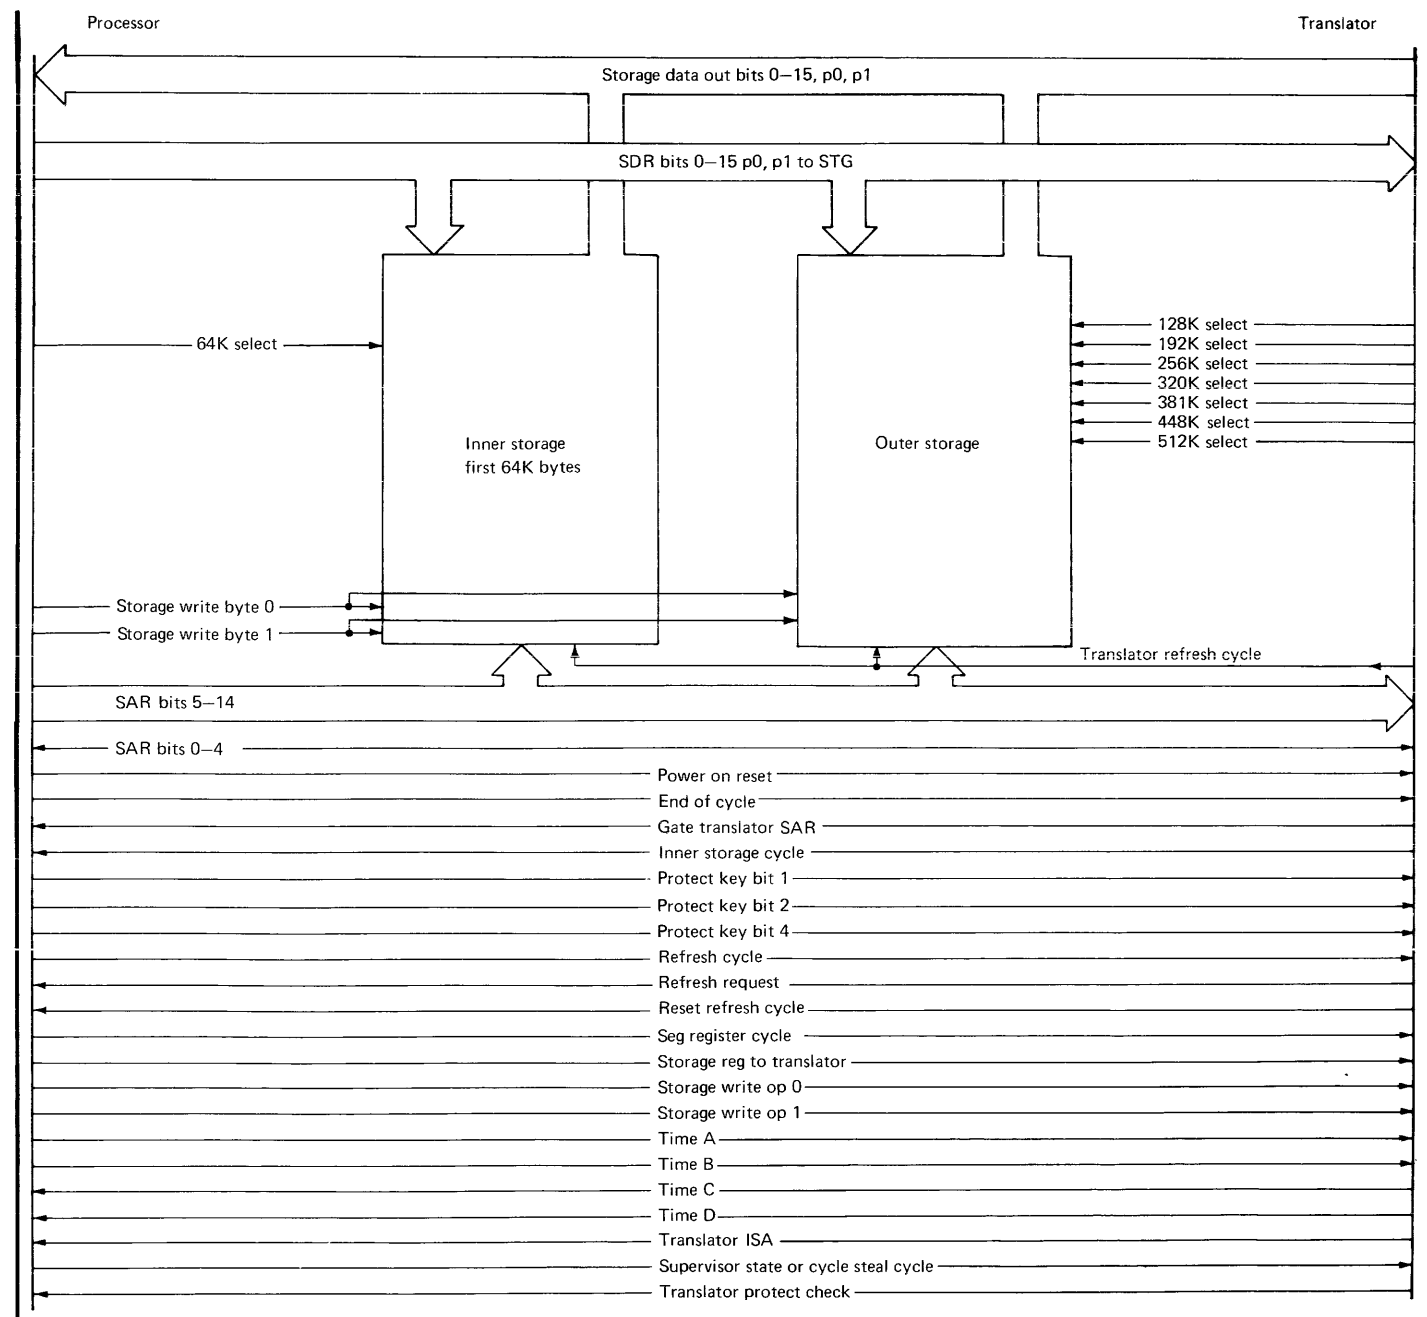 Processor
Translator
Storage data out bits 0–15, p0, p1
SDR bits 0–15 p0, p1 to STG
64K select
128K select
192K select
256K select
320K select
381K select
448K select
512K select
Inner storage
first 64K bytes
Outer storage
Storage write byte 0
Storage write byte 1
Translator refresh cycle
SAR bits 5–14
SAR bits 0–4
Power on reset
End of cycle
Gate translator SAR
Inner storage cycle
Protect key bit 1
Protect key bit 2
Protect key bit 4
Refresh cycle
Refresh request
Reset refresh cycle
Seg register cycle
Storage reg to translator
Storage write op 0
Storage write op 1
Time A
Time B
Time C
Time D
Translator ISA
Supervisor state or cycle steal cycle
Translator protect check